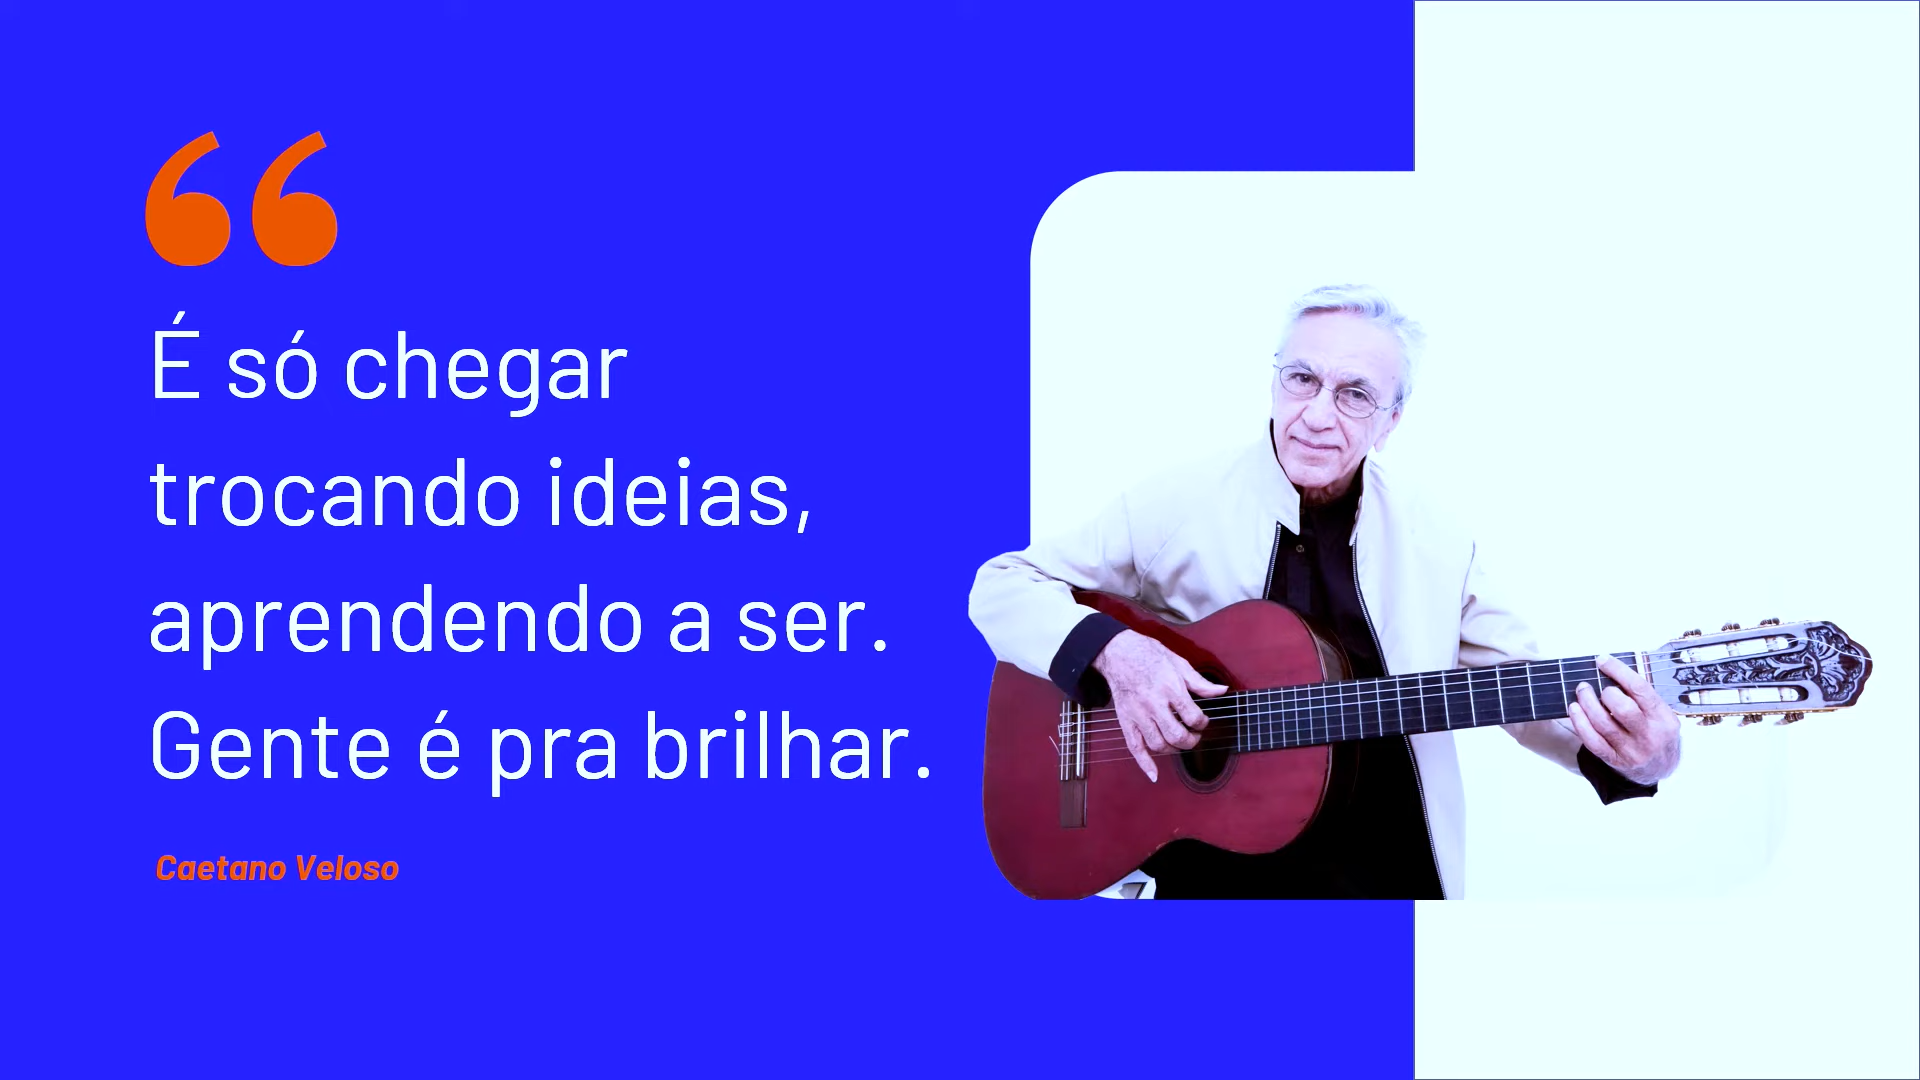 “
É só chegar
trocando ideias,
aprendendo a ser.
Gente é pra brilhar.
Caetano Veloso